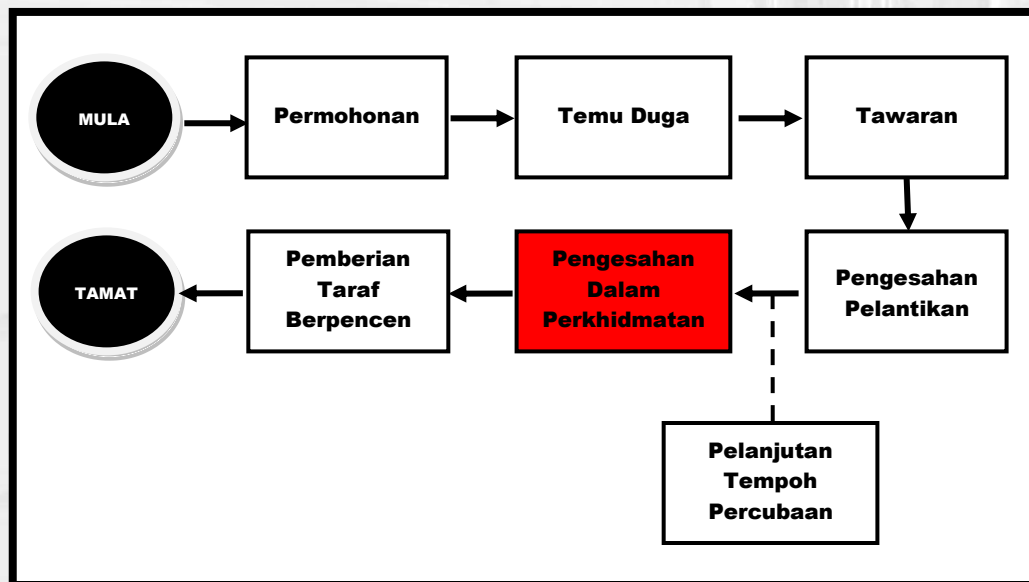 MULA
Permohonan
Temu Duga
Tawaran
Pengesahan
Pelantikan
Pengesahan
Dalam
Perkhidmatan
Pemberian
Taraf
Berpencen
TAMAT
Pelanjutan
Tempoh
Percubaan